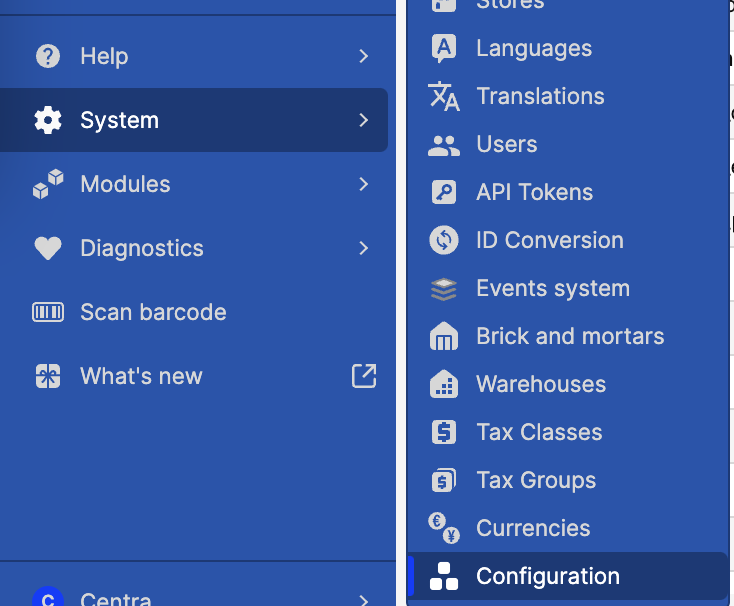 Help
System
Modules
Diagnostics
Scan barcode
What's new
C Centra
Stores
Languages
Translations
Users
API Tokens
ID Conversion
Events system
Brick and mortars
Warehouses
Tax Classes
Tax Groups
Currencies
Configuration